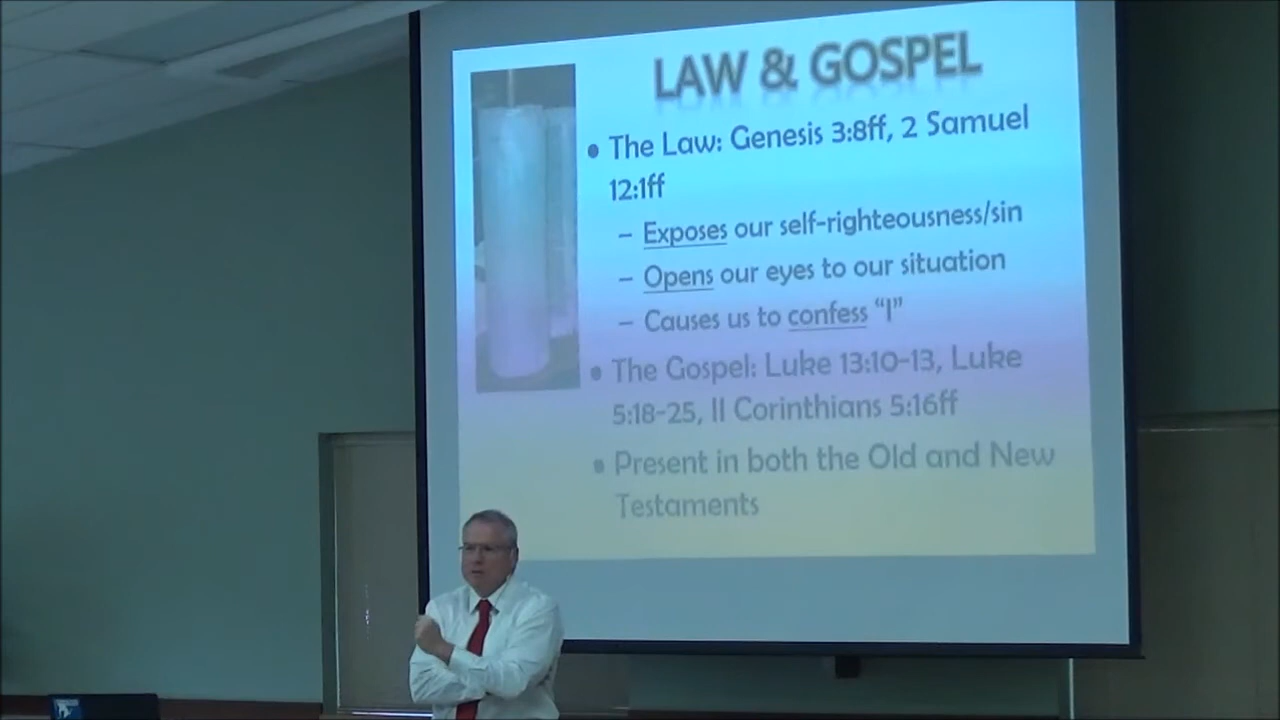 LAW & GOSPEL
• The Law: Genesis 3:8ff, 2 Samuel
12:1ff
– Exposes our self-righteousness/sin
– Opens our eyes to our situation
– Causes us to confess “I”
• The Gospel: Luke 13:10-13, Luke
5:18-25, II Corinthians 5:16ff
• Present in both the Old and New
Testaments